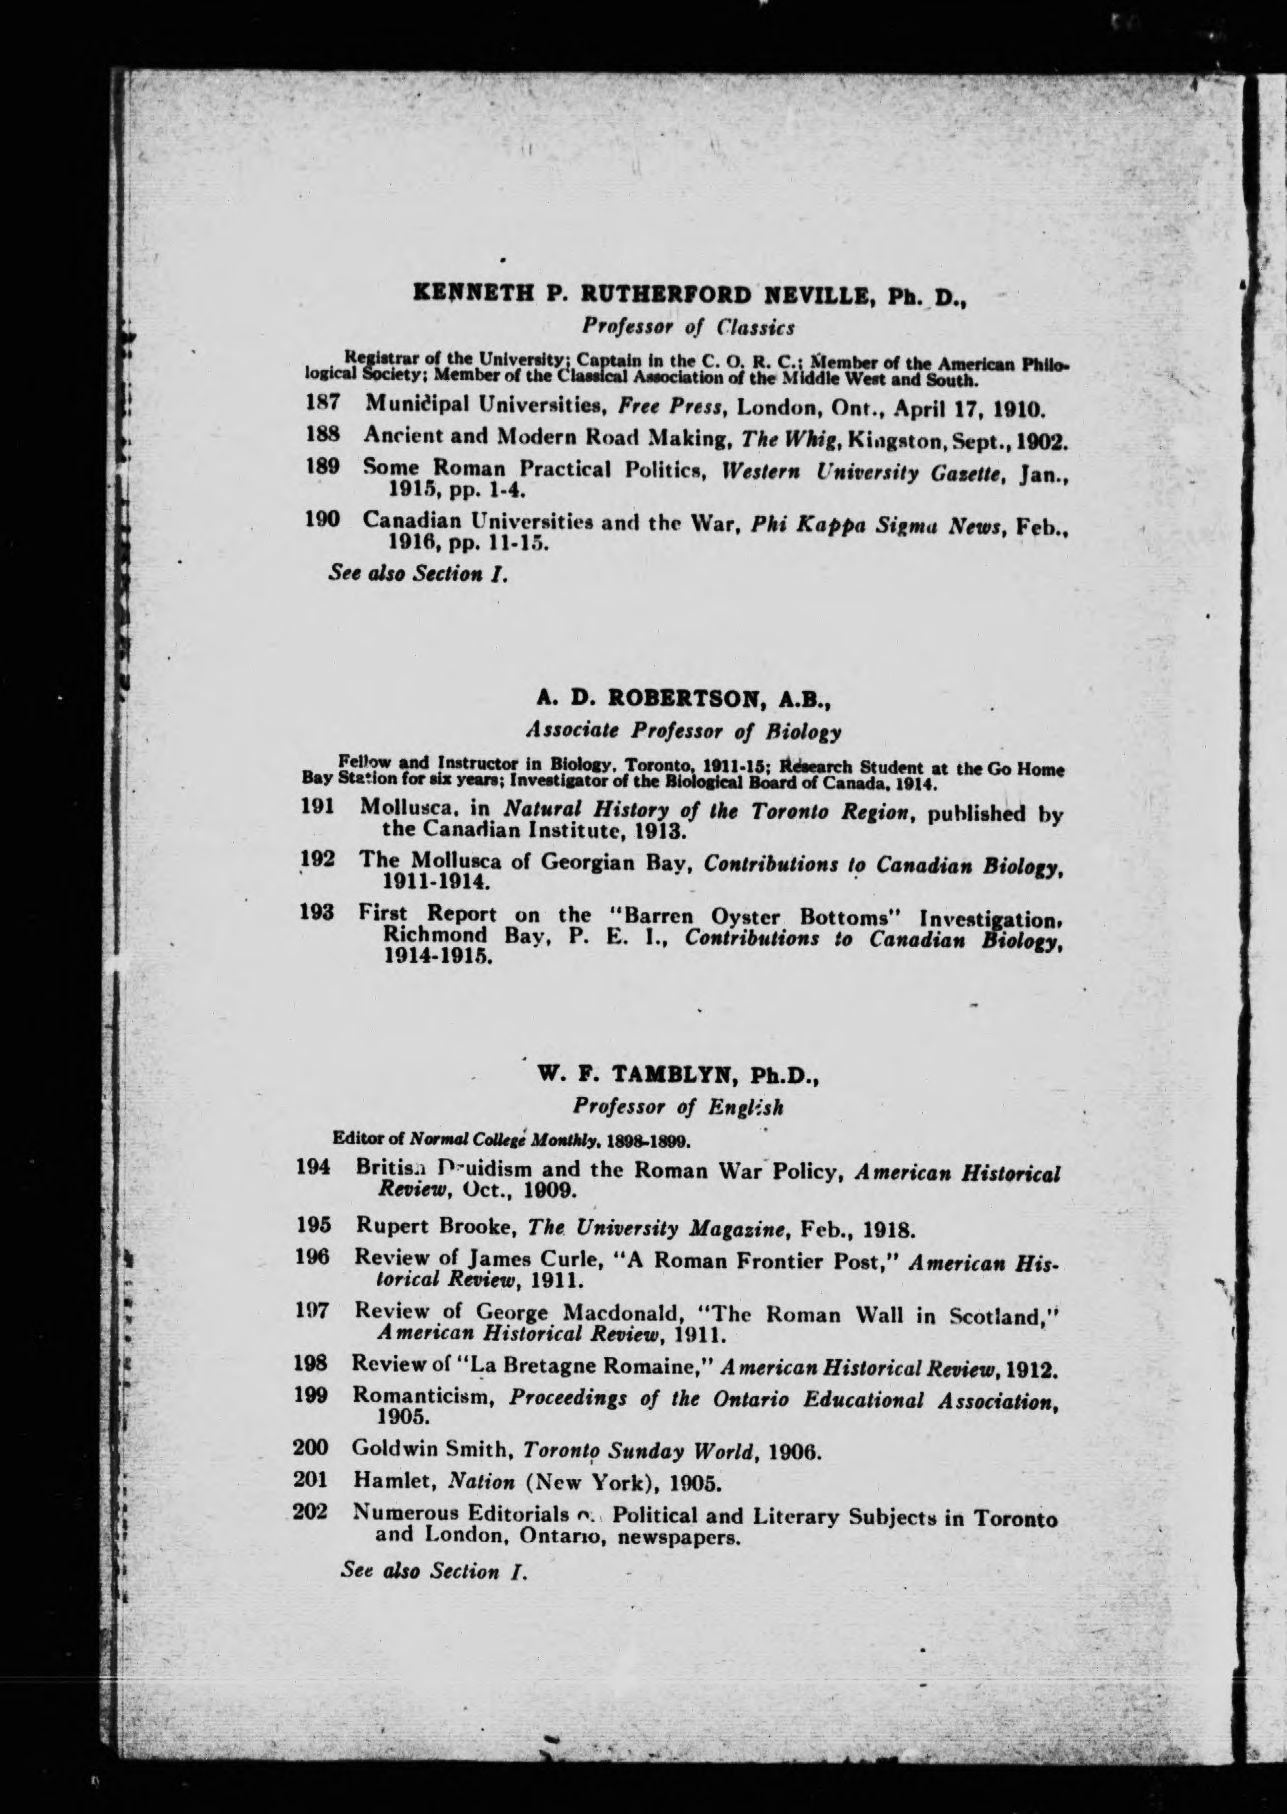 KENNETH P. RUTHERFORD NEVILLE, Ph. D.,
Professor of Classics
Registrar of the University; Captain in the C. O. R. C.; Member of the American Philo-
logical Society; Member of the Classical Association of the Middle West and South.
187 Municipal Universities, Free Press, London, Ont., April 17, 1910.
188 Ancient and Modern Road Making, The Whig, Kingston, Sept., 1902.
189 Some Roman Practical Politics, Western University Gazette, Jan.,
1915, pp. 1-4.
190 Canadian Universities and the War, Phi Kappa Sigma News, Feb.,
1916, pp. 11-15.
See also Section I.
A. D. ROBERTSON, A.B.,
Associate Professor of Biology
Fellow and Instructor in Biology, Toronto, 1911-15; Research Student at the Go Home
Bay Station for six years; Investigator of the Biological Board of Canada, 1914.
191 Mollusca, in Natural History of the Toronto Region, published by
the Canadian Institute, 1913.
192 The Mollusca of Georgian Bay, Contributions to Canadian Biology,
1911-1914.
193 First Report on the "Barren Oyster Bottoms" Investigation,
Richmond Bay, P. E. I., Contributions to Canadian Biology,
1914-1915.
W. F. TAMBLYN, Ph.D.,
Professor of English
Editor of Normal College Monthly, 1898-1899.
194 British Druidism and the Roman War Policy, American Historical
Review, Oct., 1909.
195 Rupert Brooke, The University Magazine, Feb., 1918.
196 Review of James Curle, "A Roman Frontier Post," American His-
torical Review, 1911.
197 Review of George Macdonald, "The Roman Wall in Scotland,"
American Historical Review, 1911.
198 Review of "La Bretagne Romaine," American Historical Review, 1912.
199 Romanticism, Proceedings of the Ontario Educational Association,
1905.
200 Goldwin Smith, Toronto Sunday World, 1906.
201 Hamlet, Nation (New York), 1905.
202 Numerous Editorials Political and Literary Subjects in Toronto
and London, Ontario, newspapers.
See also Section I.